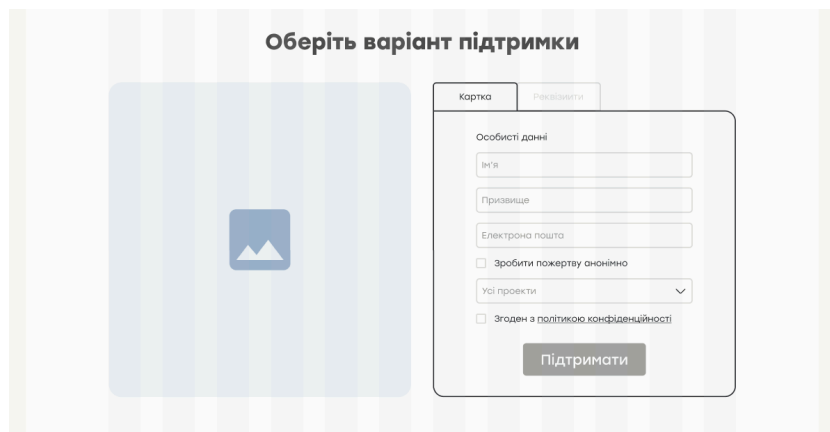 Оберіть варіант підтримки
Картка
Реквізити
Особисті данні
Ім'я
Призвище
Електрона пошта
Зробити пожертву анонімно
Усі проекти
Згоден з політикою конфіденційності
Підтримати